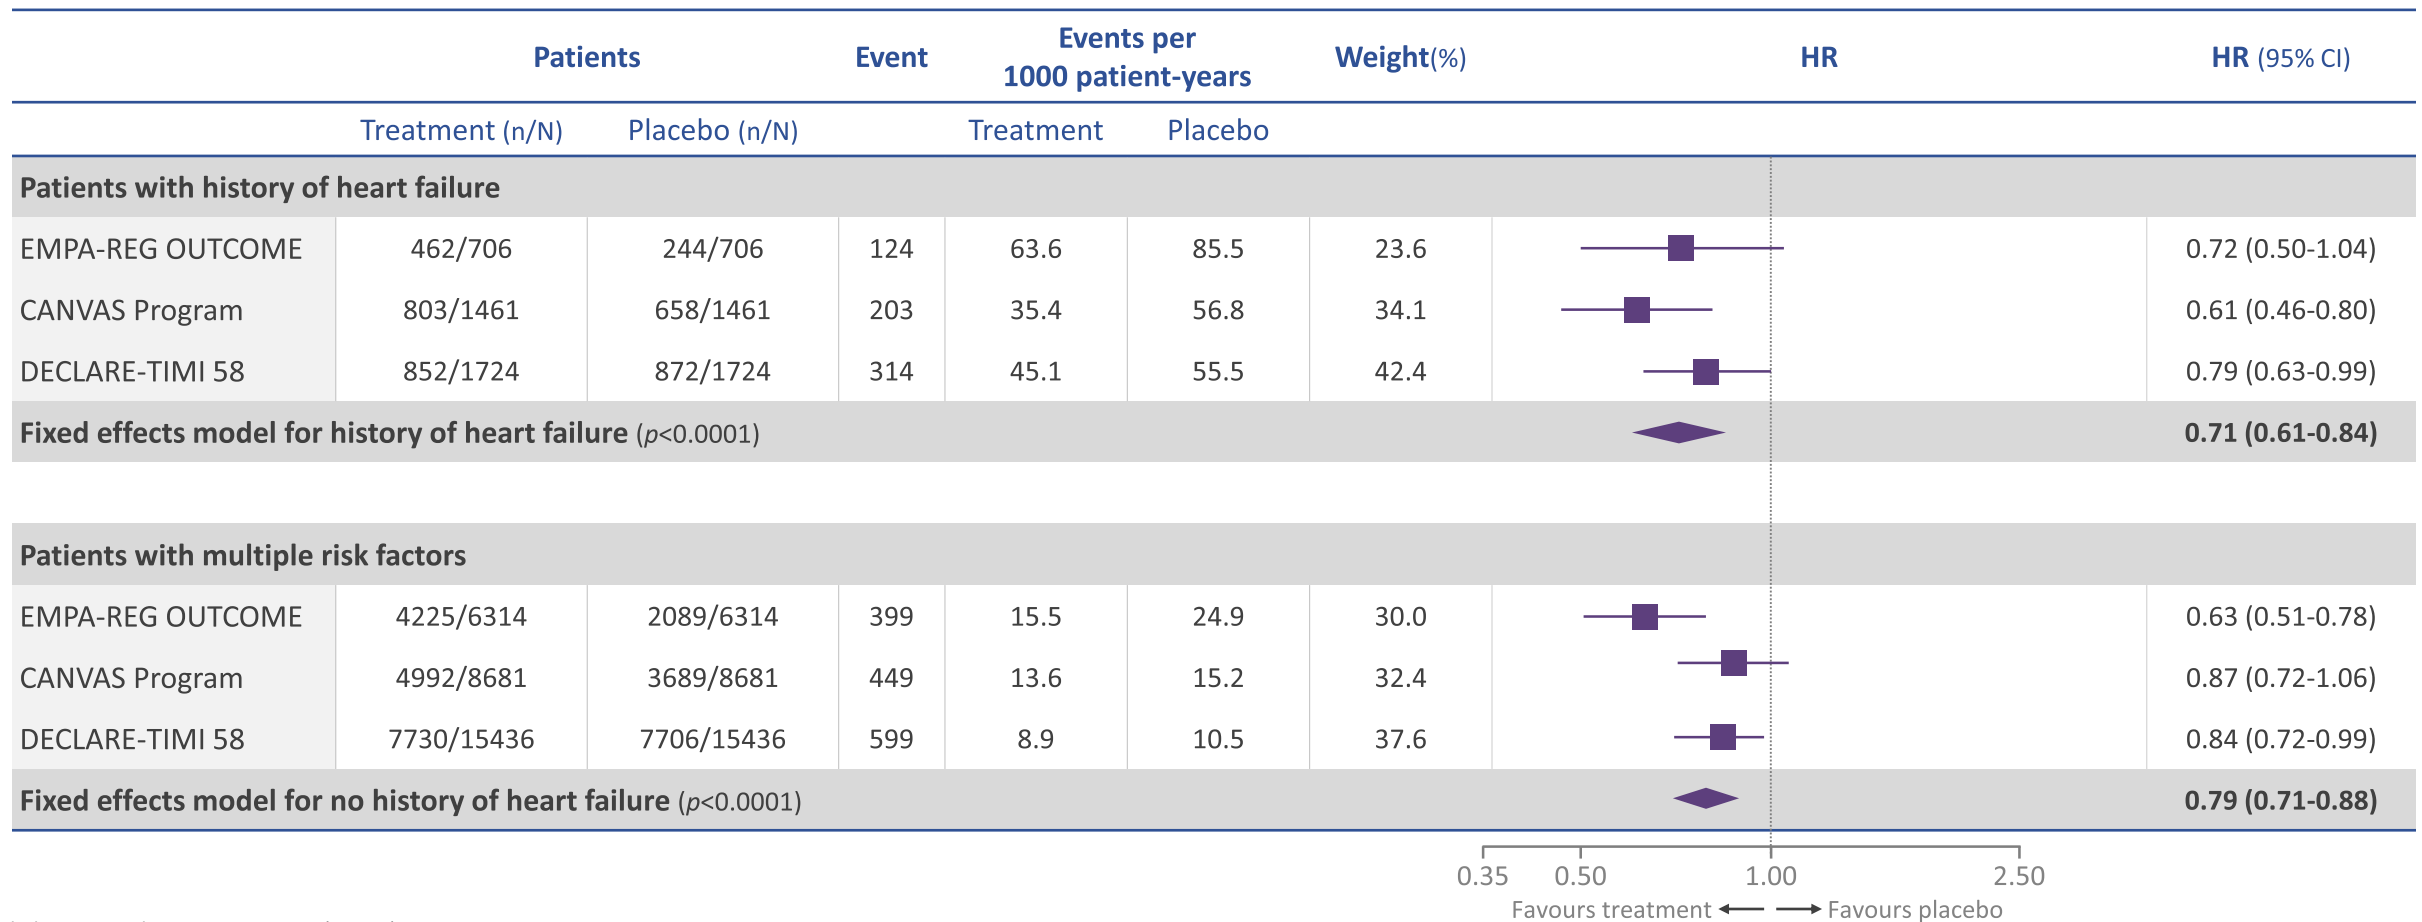 Patients Event Events per 1000 patient-years Weight(%) HR HR (95% CI)
Treatment (n/N) Placebo (n/N) Treatment Placebo
Patients with history of heart failure
EMPA-REG OUTCOME 462/706 244/706 124 63.6 85.5 23.6 0.72 (0.50-1.04)
CANVAS Program 803/1461 658/1461 203 35.4 56.8 34.1 0.61 (0.46-0.80)
DECLARE-TIMI 58 852/1724 872/1724 314 45.1 55.5 42.4 0.79 (0.63-0.99)
Fixed effects model for history of heart failure (p<0.0001) 0.71 (0.61-0.84)
Patients with multiple risk factors
EMPA-REG OUTCOME 4225/6314 2089/6314 399 15.5 24.9 30.0 0.63 (0.51-0.78)
CANVAS Program 4992/8681 3689/8681 449 13.6 15.2 32.4 0.87 (0.72-1.06)
DECLARE-TIMI 58 7730/15436 7706/15436 599 8.9 10.5 37.6 0.84 (0.72-0.99)
Fixed effects model for no history of heart failure (p<0.0001) 0.79 (0.71-0.88)
0.35 0.50 1.00 2.50
Favours treatment ← → Favours placebo